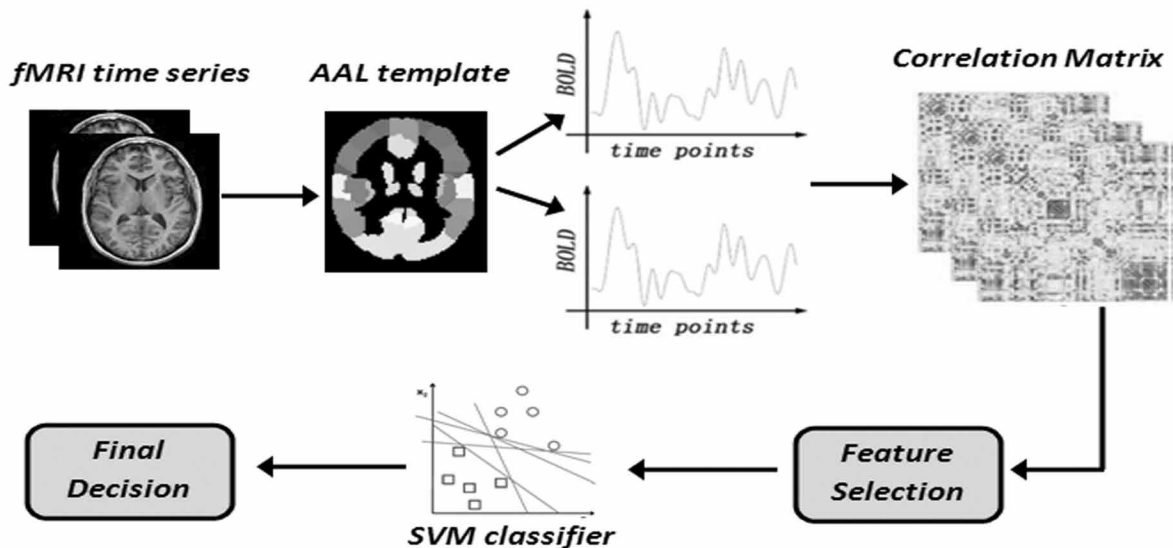 fMRI time series
AAL template
BOLD
time points
BOLD
time points
Correlation Matrix
Feature
Selection
x₂
SVM classifier
Final
Decision